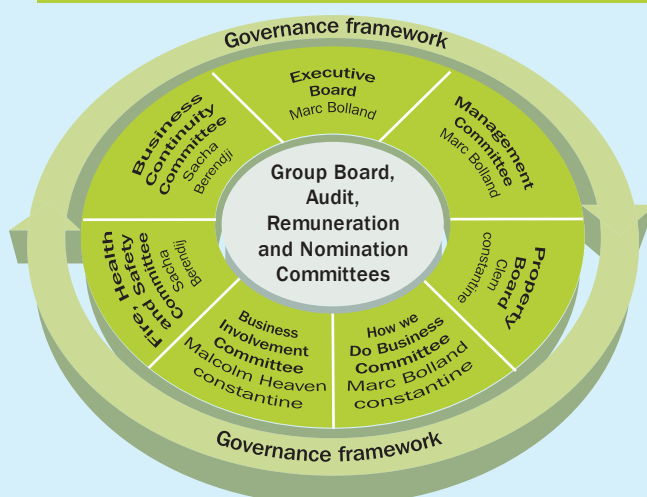 Governance framework
Executive
Board
Marc Bolland
Management
Committee
Marc Bolland
Property
Board
Clem
constantine
How we
Do Business
Committee
Marc Bolland
constantine
Business
Involvement
Committee
Malcolm Heaven
constantine
Fire, Health
and Safety
Committee
Sacha
Berendij
Business
Continuity
Committee
Sacha
Berendji
Group Board,
Audit,
Remuneration
and Nomination
Committees
Governance framework